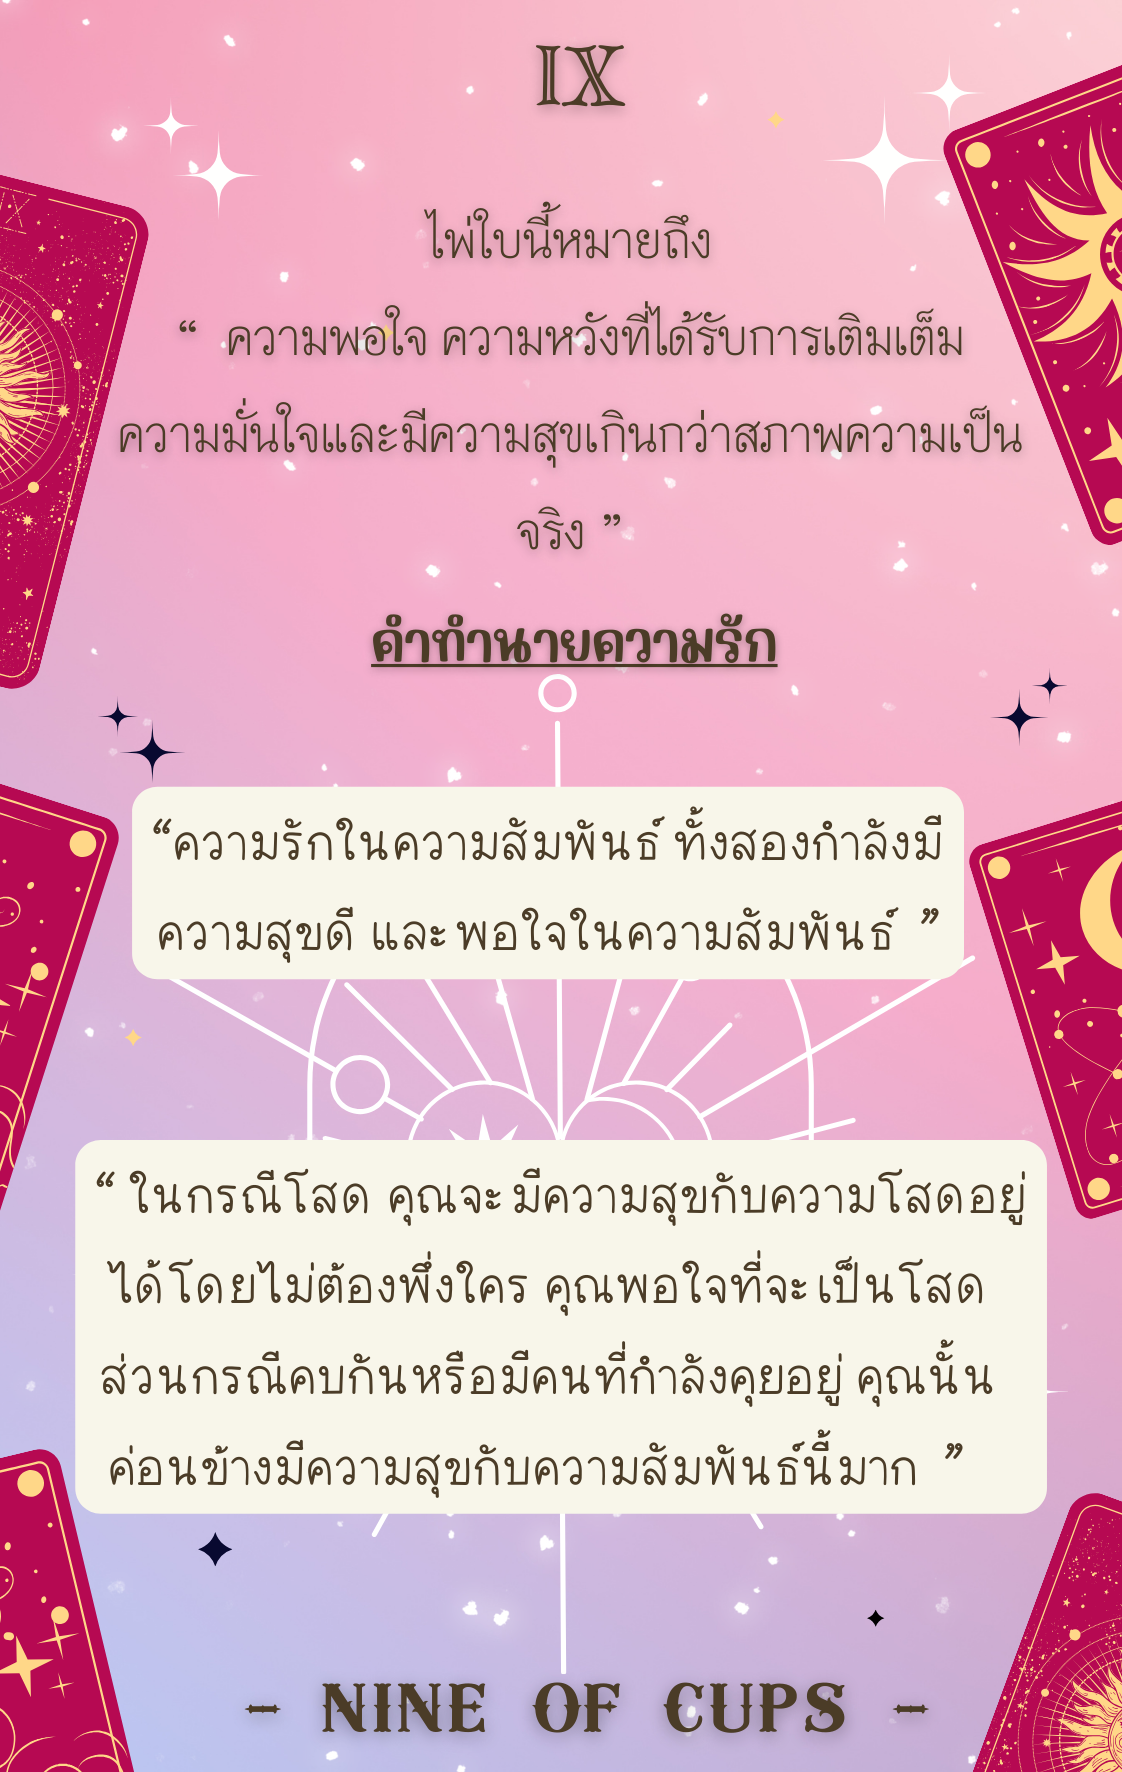 IX
ไพ่ใบนี้หมายถึง
“ ความพอใจ ความหวังที่ได้รับการเติมเต็ม
ความมั่นใจและมีความสุขเกินกว่าสภาพความเป็น
จริง ”
คำทำนายความรัก
“ความรักในความสัมพันธ์ ทั้งสองกำลังมี
ความสุขดี และพอใจในความสัมพันธ์ ”
“ ในกรณีโสด คุณจะมีความสุขกับความโสดอยู่
ได้โดยไม่ต้องพึ่งใคร คุณพอใจที่จะเป็นโสด
ส่วนกรณีคบกันหรือมีคนที่กำลังคุยอยู่ คุณนั้น
ค่อนข้างมีความสุขกับความสัมพันธ์นี้มาก ”
- NINE OF CUPS -